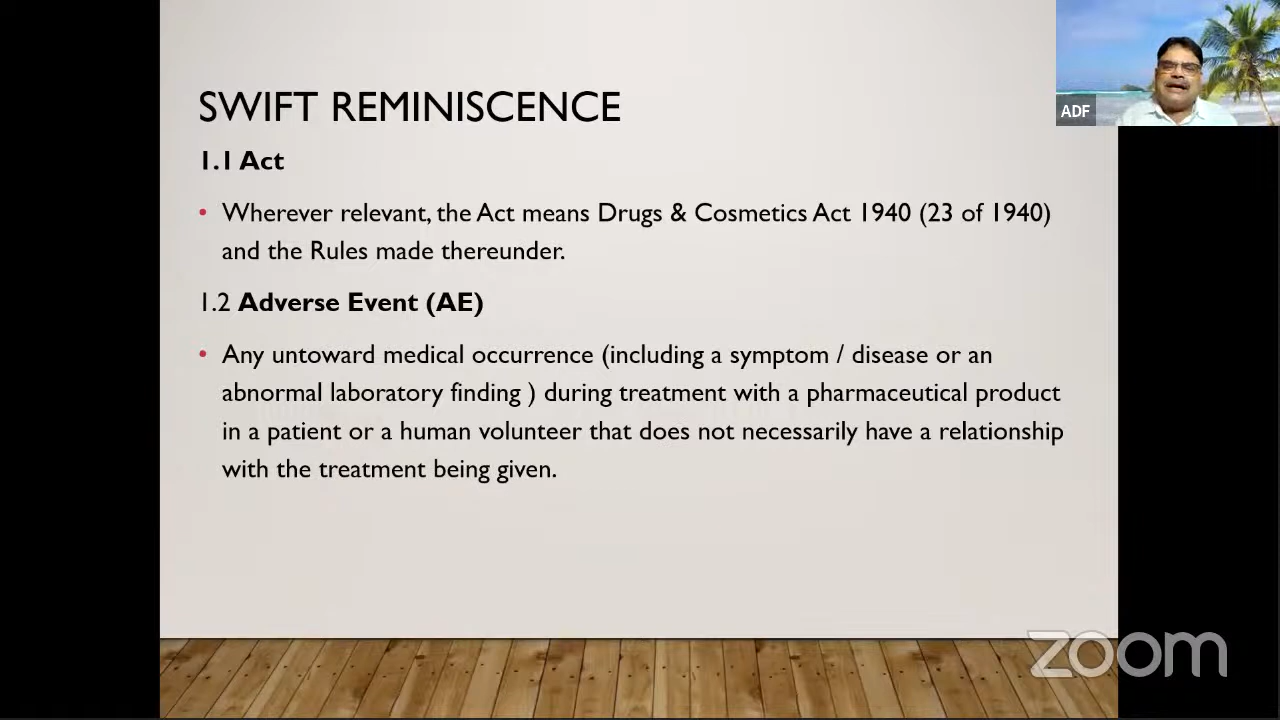 SWIFT REMINISCENCE
1.1 Act
• Wherever relevant, the Act means Drugs & Cosmetics Act 1940 (23 of 1940)
and the Rules made thereunder.
1.2 Adverse Event (AE)
• Any untoward medical occurrence (including a symptom / disease or an
abnormal laboratory finding ) during treatment with a pharmaceutical product
in a patient or a human volunteer that does not necessarily have a relationship
with the treatment being given.
ADF
zoom